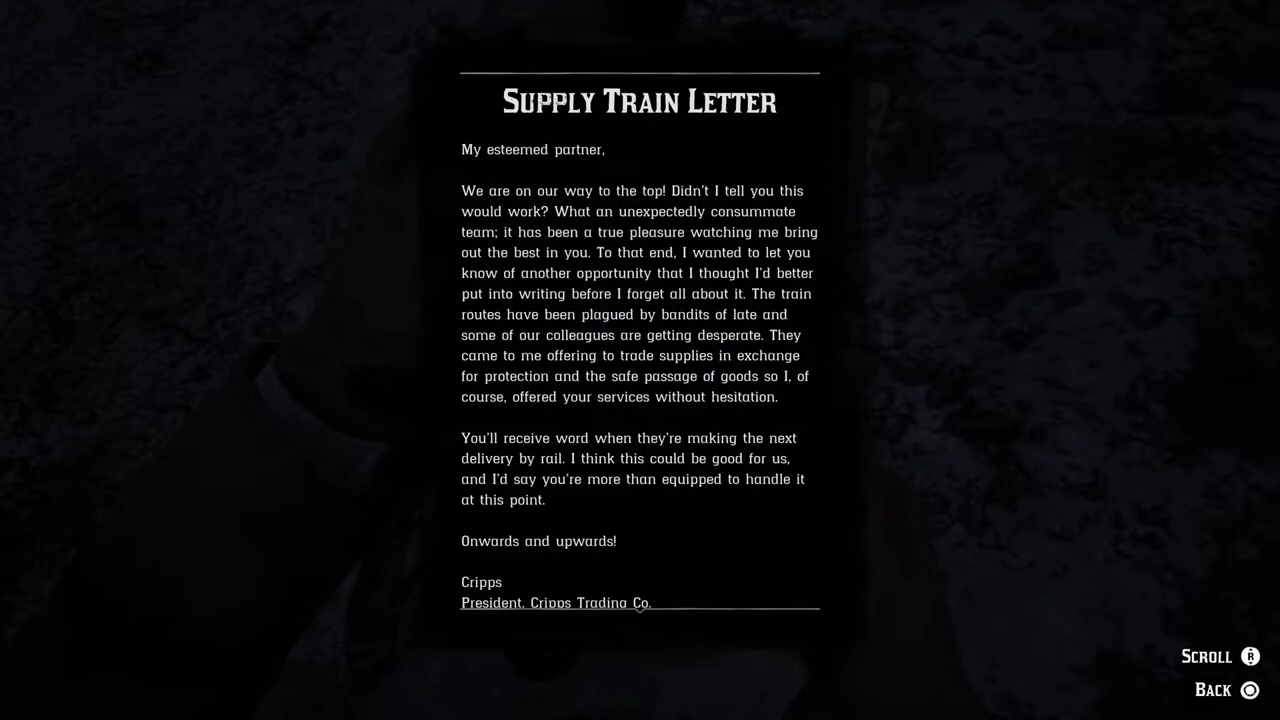 Supply Train Letter
My esteemed partner,
We are on our way to the top! Didn't I tell you this
would work? What an unexpectedly consummate
team; it has been a true pleasure watching me bring
out the best in you. To that end, I wanted to let you
know of another opportunity that I thought I'd better
put into writing before I forget all about it. The train
routes have been plagued by bandits of late and
some of our colleagues are getting desperate. They
came to me offering to trade supplies in exchange
for protection and the safe passage of goods so I, of
course, offered your services without hesitation.
You'll receive word when they're making the next
delivery by rail. I think this could be good for us,
and I'd say you're more than equipped to handle it
at this point.
Onwards and upwards!
Cripps
President, Cripps Trading Co.
Scroll R
Back